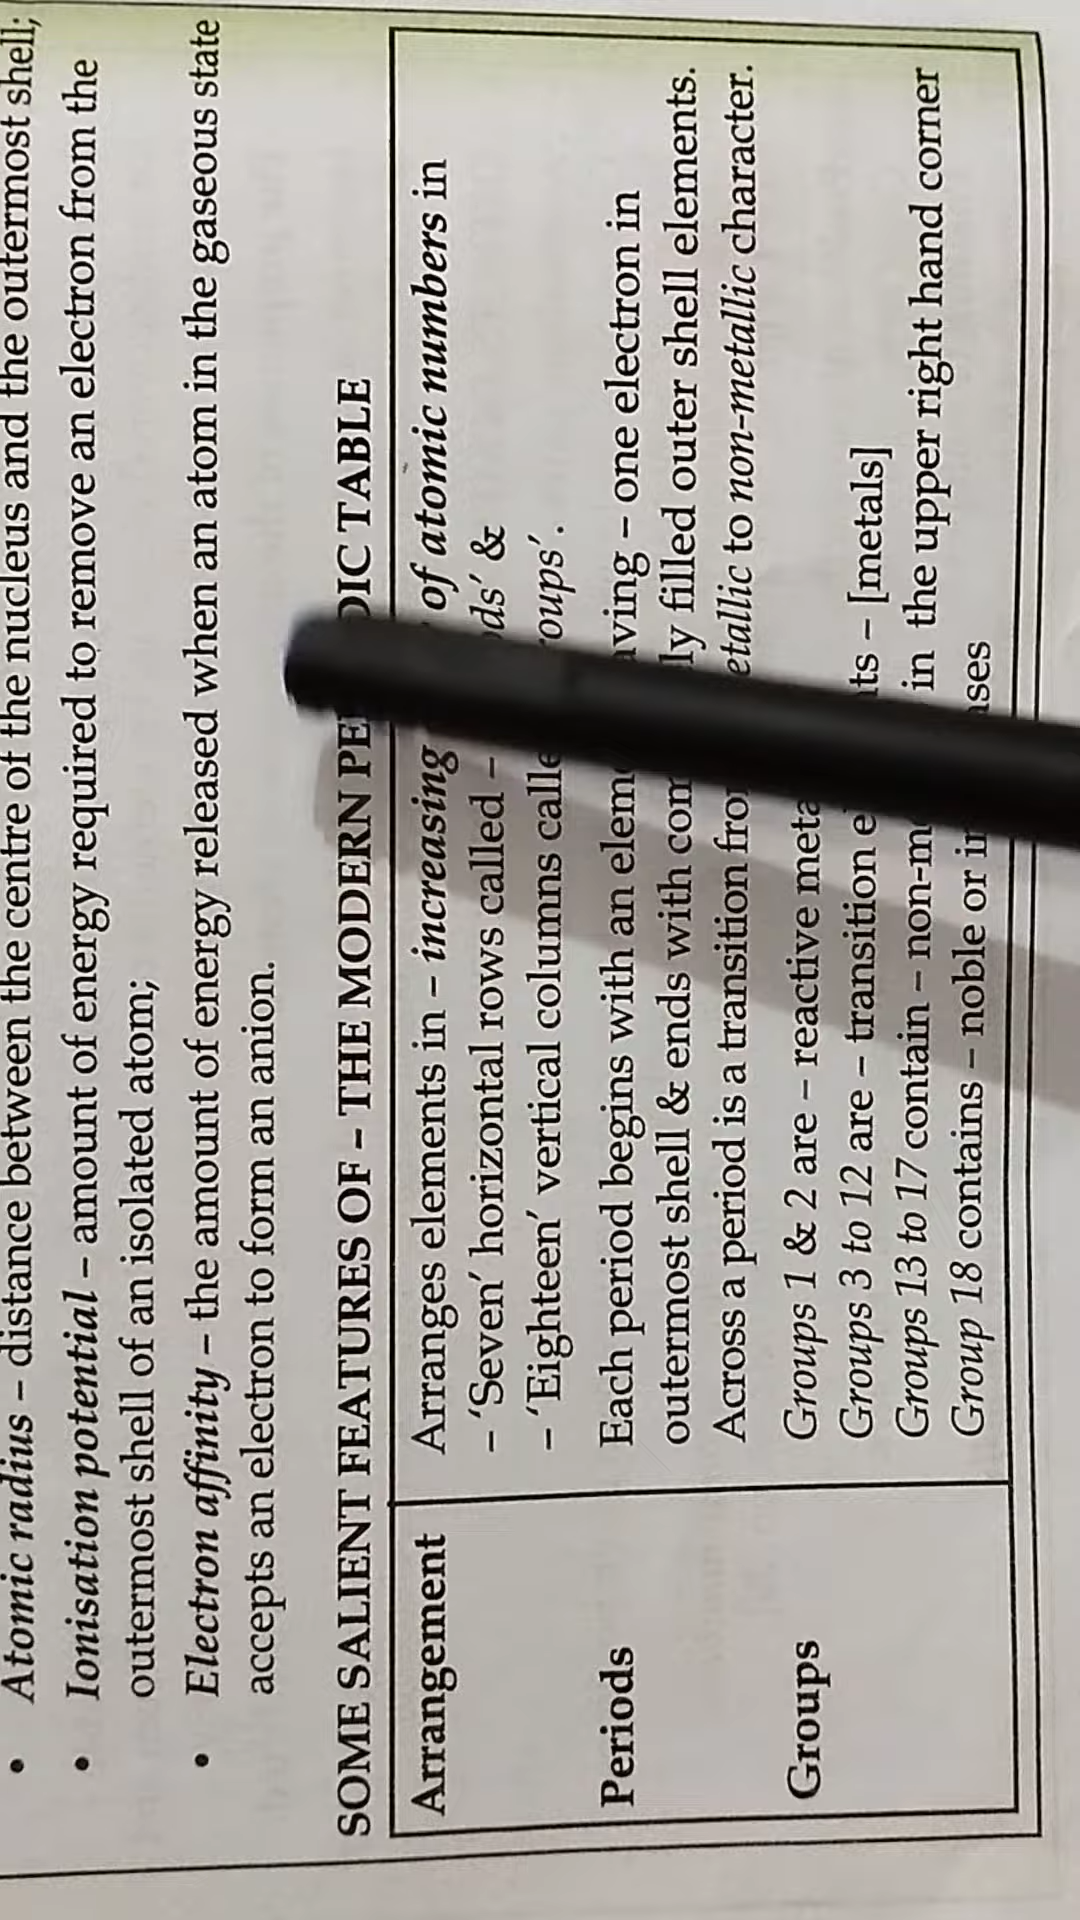 • Atomic radius – distance between the centre of the nucleus and the outermost shell;
• Ionisation potential – amount of energy required to remove an electron from the
outermost shell of an isolated atom;
• Electron affinity – the amount of energy released when an atom in the gaseous state
accepts an electron to form an anion.
SOME SALIENT FEATURES OF – THE MODERN PE DIC TABLE
Arrangement Arranges elements in – increasing of atomic numbers in
– 'Seven' horizontal rows called – ds' &
– 'Eighteen' vertical columns calle oups'.
Periods Each period begins with an elem ving – one electron in
outermost shell & ends with com ly filled outer shell elements.
Across a period is a transition fro etallic to non-metallic character.
Groups Groups 1 & 2 are – reactive meta
Groups 3 to 12 are – transition e ts – [metals]
Groups 13 to 17 contain – non-m in the upper right hand corner
Group 18 contains – noble or in ses